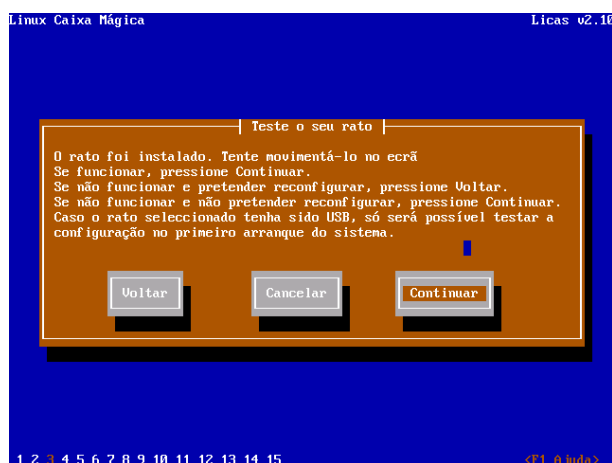 Linux Caixa Mágica Licas v2.10
Teste o seu rato
O rato foi instalado. Tente movimentá-lo no ecrã
Se funcionar, pressione Continuar.
Se não funcionar e pretender reconfigurar, pressione Voltar.
Se não funcionar e não pretender reconfigurar, pressione Continuar.
Caso o rato seleccionado tenha sido USB, só será possível testar a
configuração no primeiro arranque do sistema.
Voltar Cancelar Continuar
1 2 3 4 5 6 7 8 9 10 11 12 13 14 15 <F1 Ajuda>